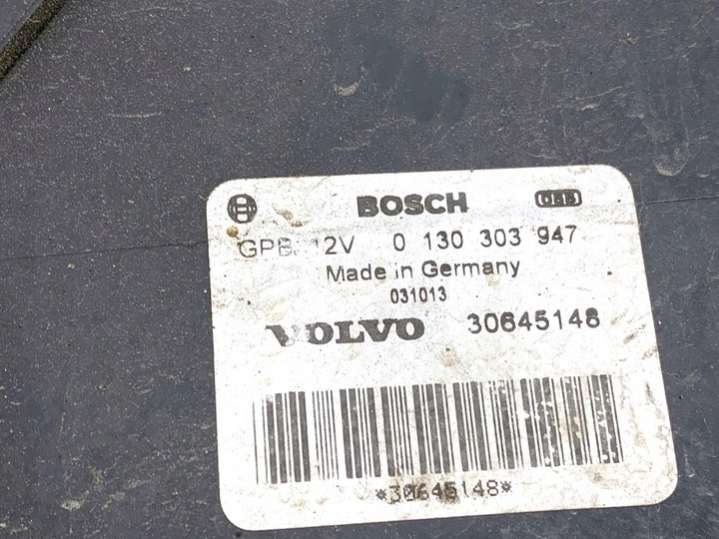 BOSCH
GPB, 12V 0 130 303 947
Made in Germany
031013
VOLVO 30645148
*30645148*